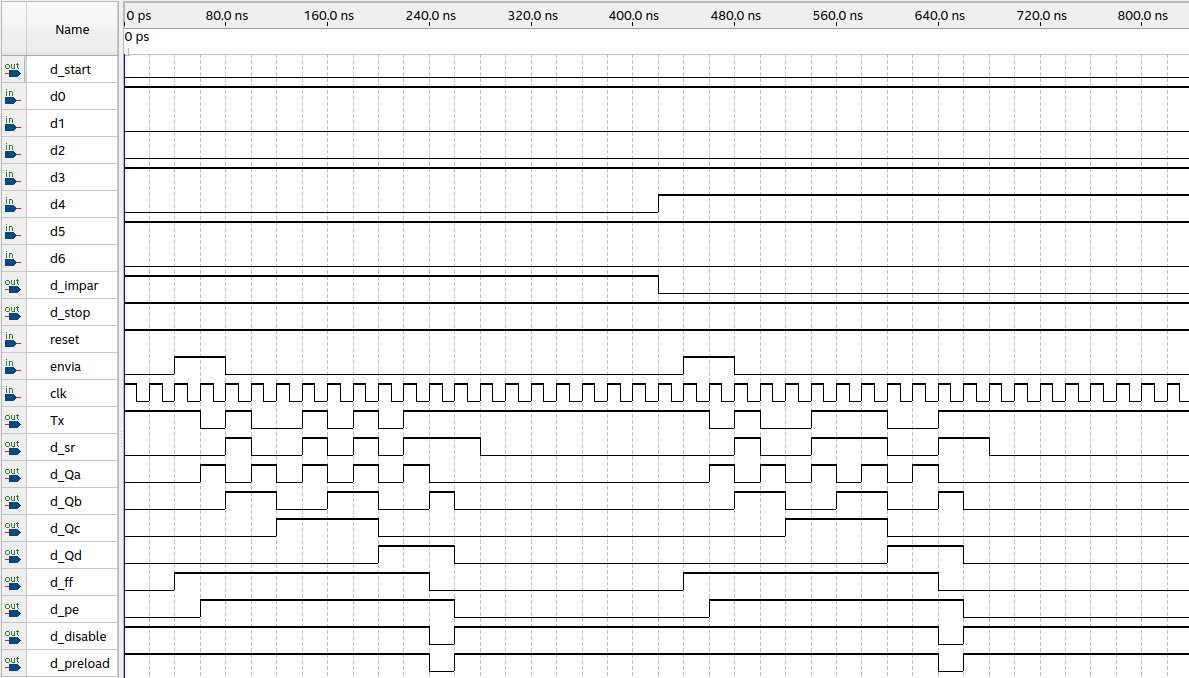 Name
0 ps 80.0 ns 160.0 ns 240.0 ns 320.0 ns 400.0 ns 480.0 ns 560.0 ns 640.0 ns 720.0 ns 800.0 ns
0 ps
out d_start
in d0
in d1
in d2
in d3
in d4
in d5
in d6
out d_impar
out d_stop
in reset
in envia
in clk
out Tx
out d_sr
out d_Qa
out d_Qb
out d_Qc
out d_Qd
out d_ff
out d_pe
out d_disable
out d_preload